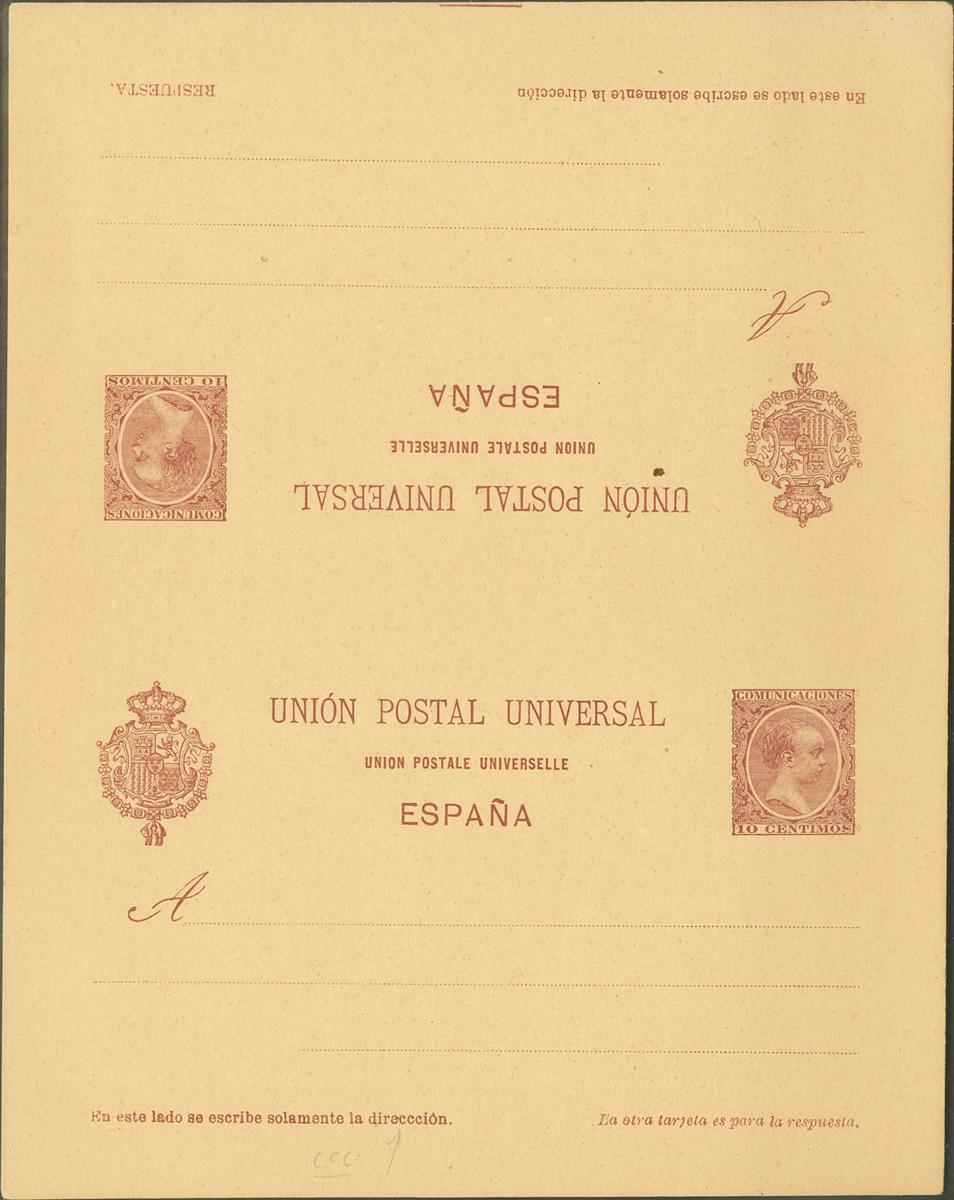 COMUNICACIONES
UNIÓN POSTAL UNIVERSAL
UNION POSTALE UNIVERSELLE
ESPAÑA
10 CENTIMOS
A
En este lado se escribe solamente la dirección
RESPUESTA.
COMUNICACIONES
UNIÓN POSTAL UNIVERSAL
UNION POSTALE UNIVERSELLE
ESPAÑA
10 CENTIMOS
A
En este lado se escribe solamente la direccción.
La otra tarjeta es para la respuesta.
ccc